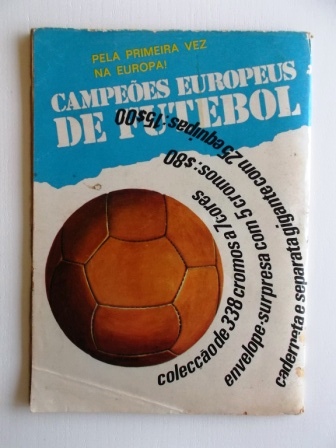 PELA PRIMEIRA VEZ
NA EUROPA!
CAMPEÕES EUROPEUS
DE FUTEBOL
colecção de 338 cromos a 7 cores
envelope-surpresa com 5 cromos: $80
caderneta e separata gigante com 25 equipas: 15$00